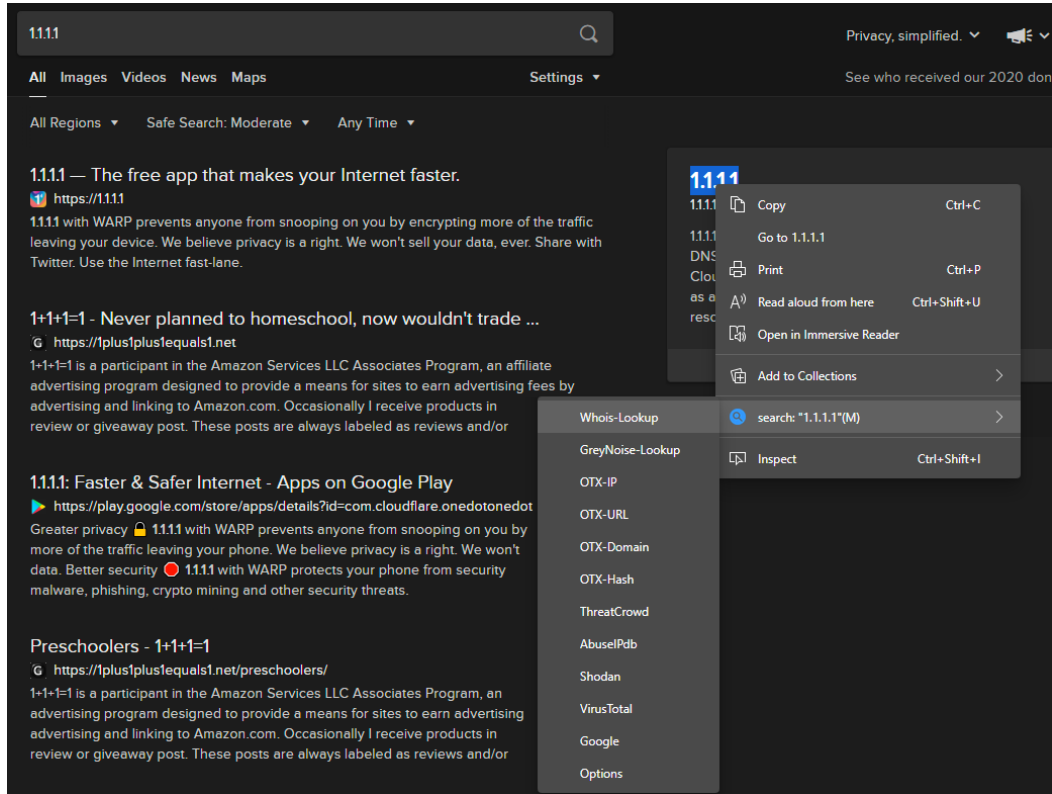 1.1.1.1
Privacy, simplified.
All Images Videos News Maps Settings
See who received our 2020 don
All Regions Safe Search: Moderate Any Time
1.1.1.1 — The free app that makes your Internet faster.
https://1.1.1.1
1.1.1.1 with WARP prevents anyone from snooping on you by encrypting more of the traffic
leaving your device. We believe privacy is a right. We won't sell your data, ever. Share with
Twitter. Use the Internet fast-lane.
1+1+1=1 - Never planned to homeschool, now wouldn't trade ...
https://1plus1plus1equals1.net
1+1+1=1 is a participant in the Amazon Services LLC Associates Program, an affiliate
advertising program designed to provide a means for sites to earn advertising fees by
advertising and linking to Amazon.com. Occasionally I receive products in
review or giveaway post. These posts are always labeled as reviews and/or
1.1.1.1: Faster & Safer Internet - Apps on Google Play
https://play.google.com/store/apps/details?id=com.cloudflare.onedotonedot
Greater privacy 🔒 1.1.1.1 with WARP prevents anyone from snooping on you by
more of the traffic leaving your phone. We believe privacy is a right. We won't
data. Better security 🛑 1.1.1.1 with WARP protects your phone from security
malware, phishing, crypto mining and other security threats.
Preschoolers - 1+1+1=1
https://1plus1plus1equals1.net/preschoolers/
1+1+1=1 is a participant in the Amazon Services LLC Associates Program, an
advertising program designed to provide a means for sites to earn advertising
advertising and linking to Amazon.com. Occasionally I receive products in
review or giveaway post. These posts are always labeled as reviews and/or
1.1.1.1
1.1.1.1
1.1.1.1
DNS
Clou
as a
reso
Copy Ctrl+C
Go to 1.1.1.1
Print Ctrl+P
Read aloud from here Ctrl+Shift+U
Open in Immersive Reader
Add to Collections
search: "1.1.1.1"(M)
Inspect Ctrl+Shift+I
Whois-Lookup
GreyNoise-Lookup
OTX-IP
OTX-URL
OTX-Domain
OTX-Hash
ThreatCrowd
AbuseIPdb
Shodan
VirusTotal
Google
Options